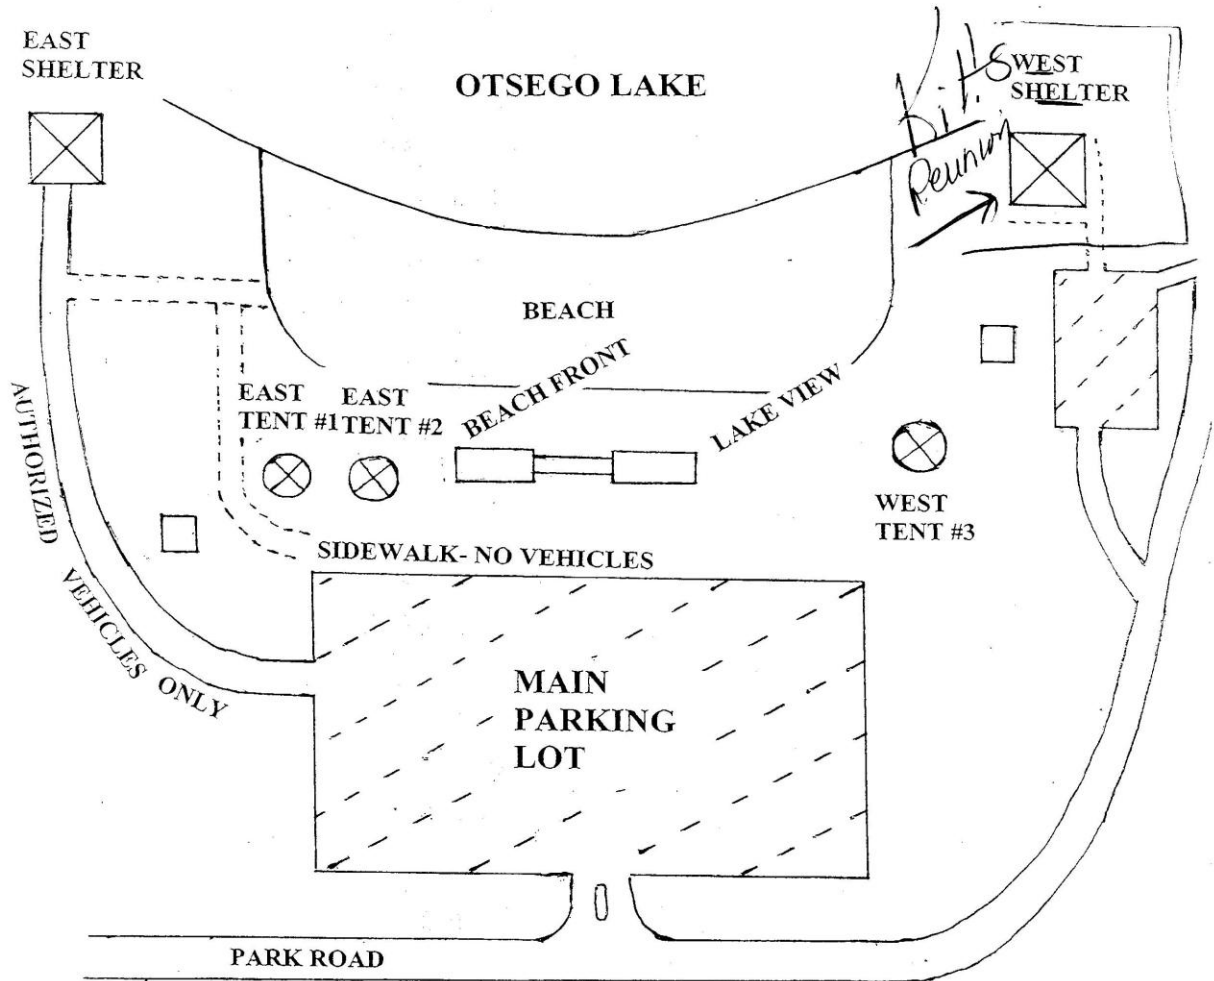 EAST
SHELTER
OTSEGO LAKE
WEST
SHELTER
Reunion
BEACH
BEACH FRONT
LAKE VIEW
EAST
TENT #1
EAST
TENT #2
WEST
TENT #3
AUTHORIZED VEHICLES ONLY
SIDEWALK- NO VEHICLES
MAIN
PARKING
LOT
PARK ROAD